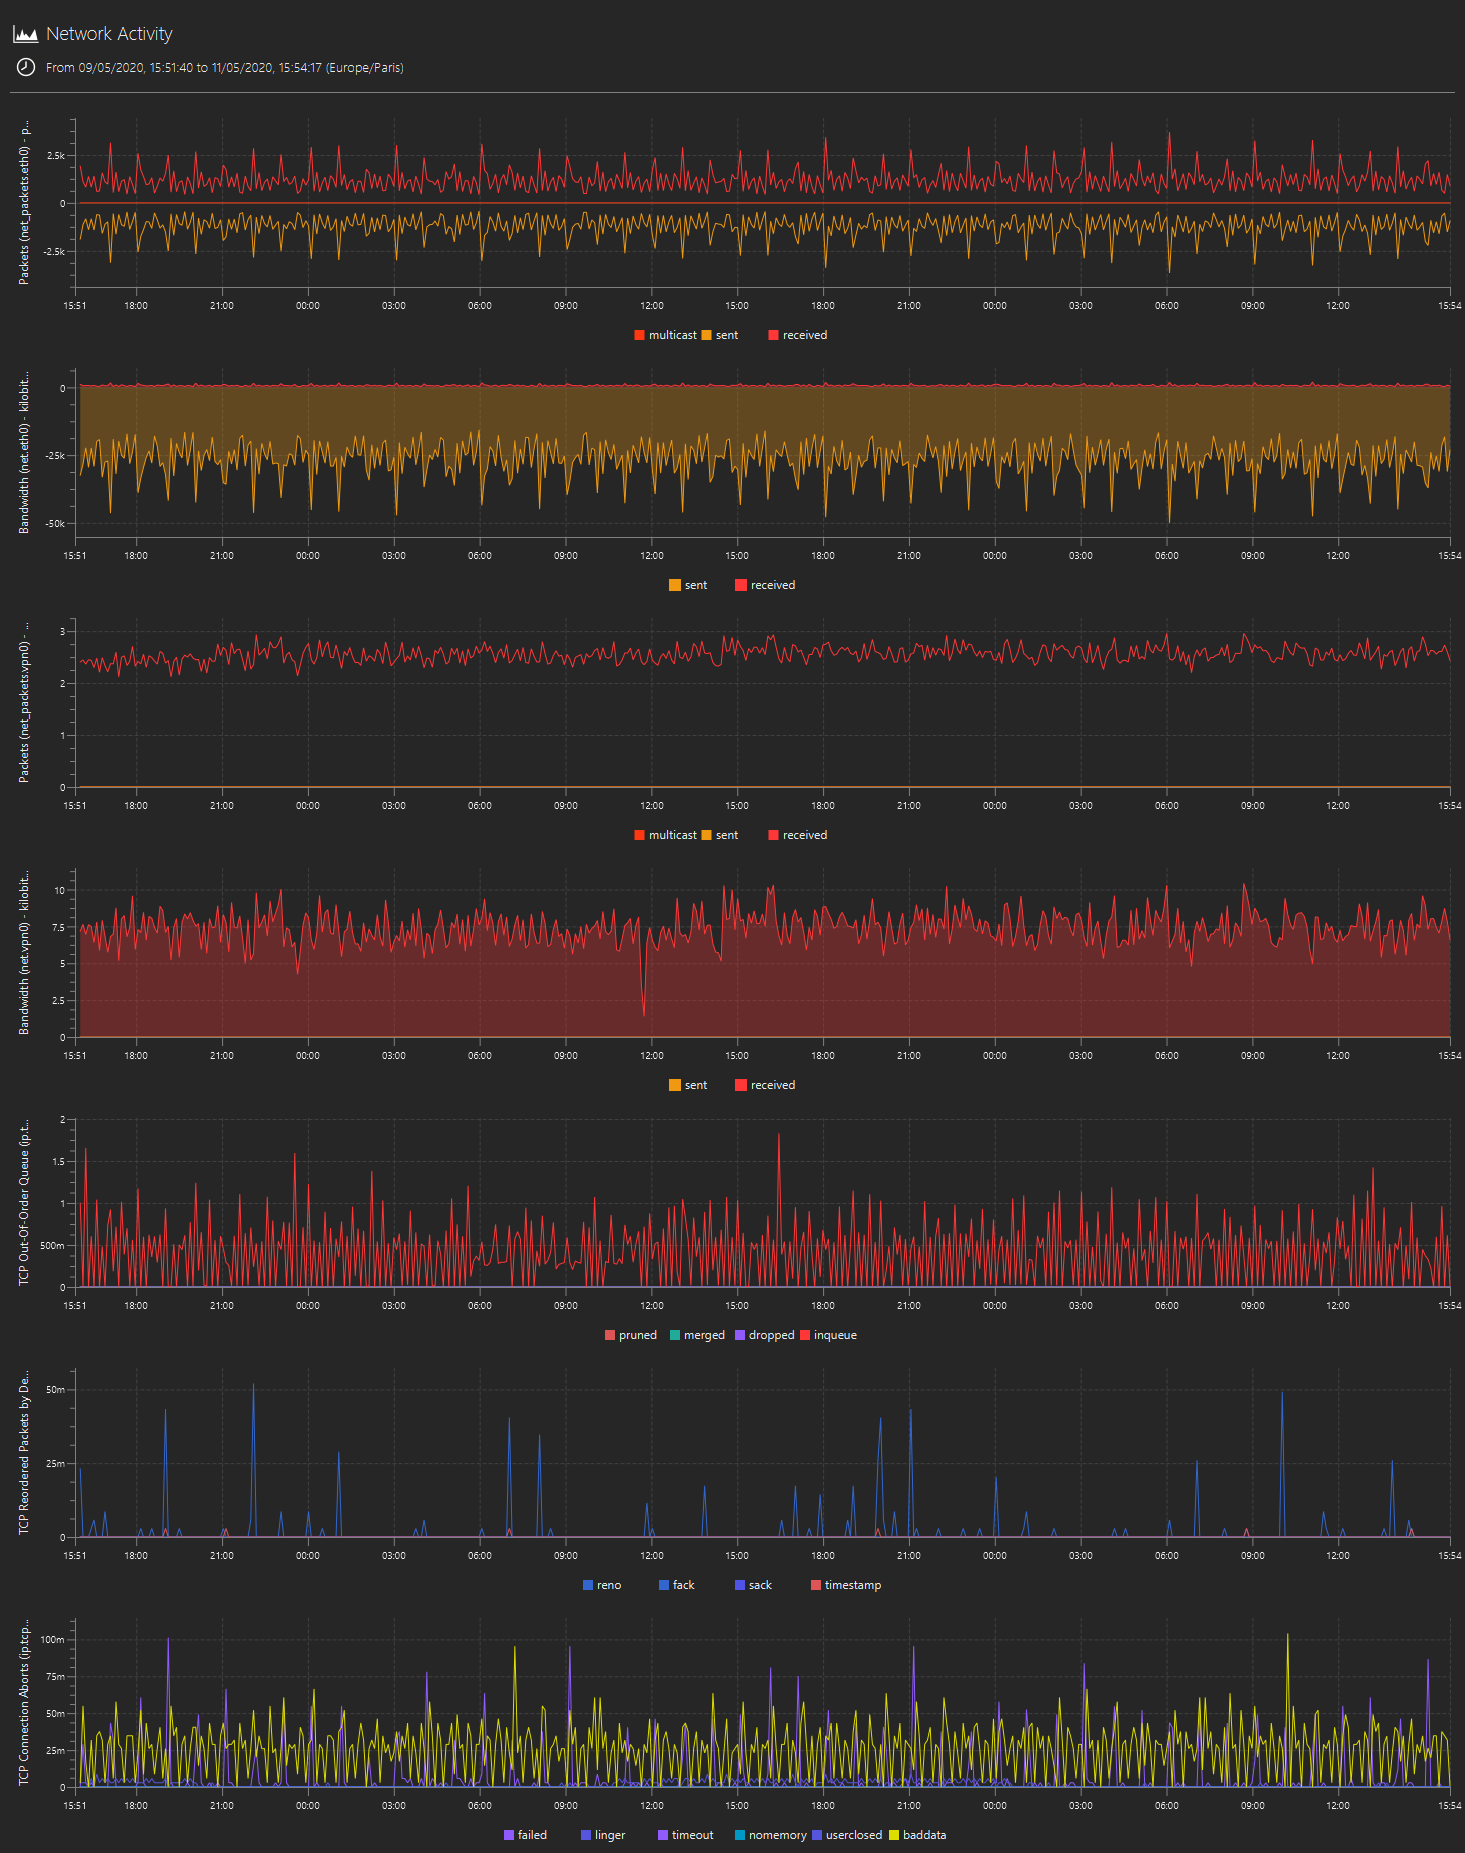 Network Activity
From 09/05/2020, 15:51:40 to 11/05/2020, 15:54:17 (Europe/Paris)
Packets (net_packets.eth0) - p...
2.5k
0
-2.5k
15:51 18:00 21:00 00:00 03:00 06:00 09:00 12:00 15:00 18:00 21:00 00:00 03:00 06:00 09:00 12:00 15:54
multicast sent received
Bandwidth (net.eth0) - kilobit...
0
-25k
-50k
15:51 18:00 21:00 00:00 03:00 06:00 09:00 12:00 15:00 18:00 21:00 00:00 03:00 06:00 09:00 12:00 15:54
sent received
Packets (net_packets.vpn0) - ...
3
2
1
0
15:51 18:00 21:00 00:00 03:00 06:00 09:00 12:00 15:00 18:00 21:00 00:00 03:00 06:00 09:00 12:00 15:54
multicast sent received
Bandwidth (net.vpn0) - kilobit...
10
7.5
5
2.5
0
15:51 18:00 21:00 00:00 03:00 06:00 09:00 12:00 15:00 18:00 21:00 00:00 03:00 06:00 09:00 12:00 15:54
sent received
TCP Out-Of-Order Queue (ip.t...
2
1.5
1
500m
0
15:51 18:00 21:00 00:00 03:00 06:00 09:00 12:00 15:00 18:00 21:00 00:00 03:00 06:00 09:00 12:00 15:54
pruned merged dropped inqueue
TCP Reordered Packets by De...
50m
25m
0
15:51 18:00 21:00 00:00 03:00 06:00 09:00 12:00 15:00 18:00 21:00 00:00 03:00 06:00 09:00 12:00 15:54
reno fack sack timestamp
TCP Connection Aborts (ip.tcp...
100m
75m
50m
25m
0
15:51 18:00 21:00 00:00 03:00 06:00 09:00 12:00 15:00 18:00 21:00 00:00 03:00 06:00 09:00 12:00 15:54
failed linger timeout nomemory userclosed baddata